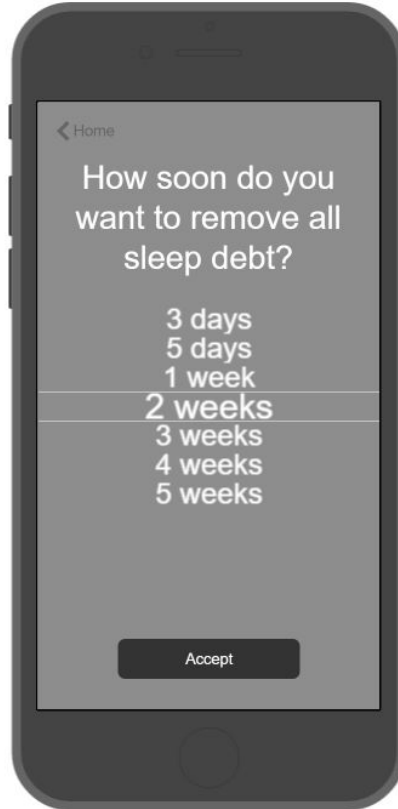 Home
How soon do you
want to remove all
sleep debt?
3 days
5 days
1 week
2 weeks
3 weeks
4 weeks
5 weeks
Accept